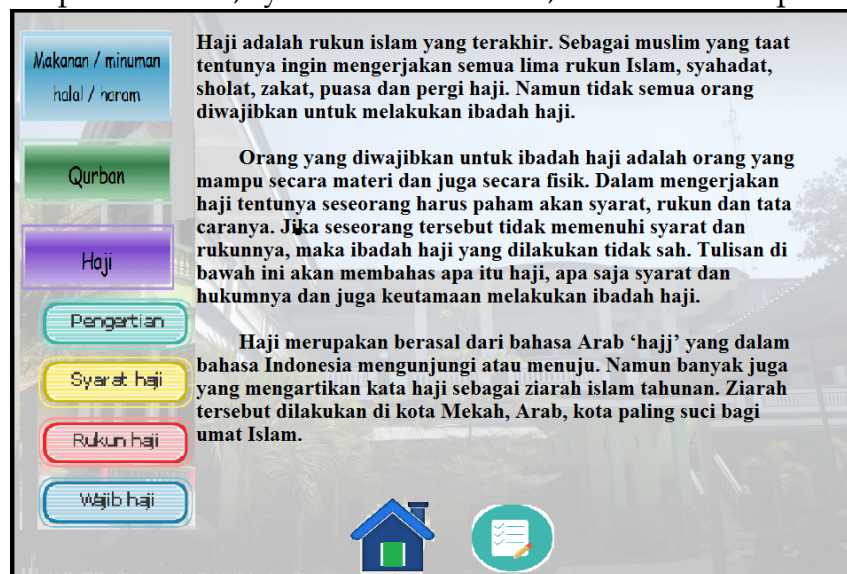 Makanan / minuman
halal / haram
Qurban
Haji
Pengertian
Syarat haji
Rukun haji
Wajib haji
Haji adalah rukun islam yang terakhir. Sebagai muslim yang taat
tentunya ingin mengerjakan semua lima rukun Islam, syahadat,
sholat, zakat, puasa dan pergi haji. Namun tidak semua orang
diwajibkan untuk melakukan ibadah haji.
Orang yang diwajibkan untuk ibadah haji adalah orang yang
mampu secara materi dan juga secara fisik. Dalam mengerjakan
haji tentunya seseorang harus paham akan syarat, rukun dan tata
caranya. Jika seseorang tersebut tidak memenuhi syarat dan
rukunnya, maka ibadah haji yang dilakukan tidak sah. Tulisan di
bawah ini akan membahas apa itu haji, apa saja syarat dan
hukumnya dan juga keutamaan melakukan ibadah haji.
Haji merupakan berasal dari bahasa Arab ‘hajj’ yang dalam
bahasa Indonesia mengunjungi atau menuju. Namun banyak juga
yang mengartikan kata haji sebagai ziarah islam tahunan. Ziarah
tersebut dilakukan di kota Mekah, Arab, kota paling suci bagi
umat Islam.